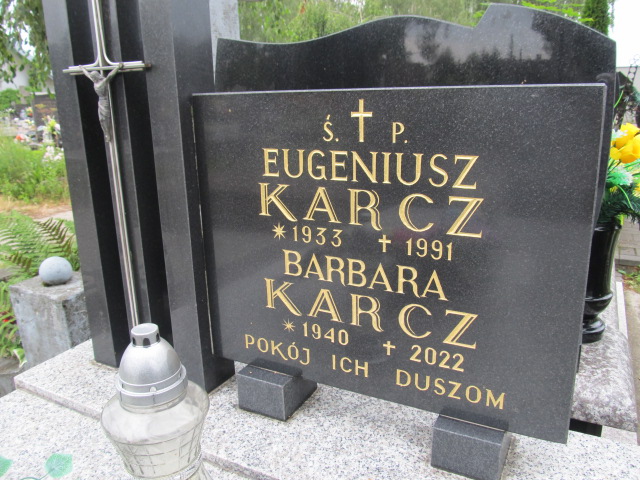 Ś. P.
EUGENIUSZ
KARCZ
*1933 ✝1991
BARBARA
KARCZ
*1940 ✝2022
POKÓJ ICH DUSZOM